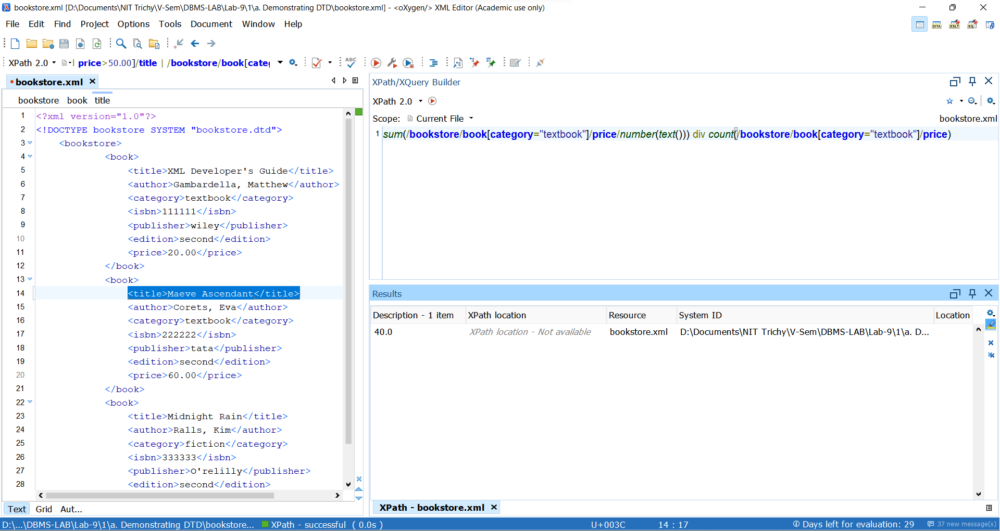 bookstore.xml [D:\Documents\NIT Trichy\V-Sem\DBMS-LAB\Lab-9\1\a. Demonstrating DTD\bookstore.xml] - <oXygen/> XML Editor (Academic use only)
File Edit Find Project Options Tools Document Window Help
DITA XSLT XQ
XPath 2.0 price>50.00]/title | /bookstore/book[cate ABC
bookstore.xml
bookstore book title
1 <?xml version="1.0"?>
2 <!DOCTYPE bookstore SYSTEM "bookstore.dtd">
3 <bookstore>
4 <book>
5 <title>XML Developer's Guide</title>
6 <author>Gambardella, Matthew</author>
7 <category>textbook</category>
8 <isbn>111111</isbn>
9 <publisher>wiley</publisher>
10 <edition>second</edition>
11 <price>20.00</price>
12 </book>
13 <book>
14 <title>Maeve Ascendant</title>
15 <author>Corets, Eva</author>
16 <category>textbook</category>
17 <isbn>222222</isbn>
18 <publisher>tata</publisher>
19 <edition>second</edition>
20 <price>60.00</price>
21 </book>
22 <book>
23 <title>Midnight Rain</title>
24 <author>Ralls, Kim</author>
25 <category>fiction</category>
26 <isbn>333333</isbn>
27 <publisher>O'relilly</publisher>
28 <edition>second</edition>
Text Grid Aut...
XPath/XQuery Builder
XPath 2.0
Scope: Current File bookstore.xml
1 sum(/bookstore/book[category="textbook"]/price/number(text())) div count(/bookstore/book[category="textbook"]/price)
Results
Description - 1 item XPath location Resource System ID Location
40.0 XPath location - Not available bookstore.xml D:\Documents\NIT Trichy\V-Sem\DBMS-LAB\Lab-9\1\a. D...
XPath - bookstore.xml
D:\...\DBMS-LAB\Lab-9\1\a. Demonstrating DTD\bookstore... XPath - successful ( 0.0s ) U+003C 14 : 17 Days left for evaluation: 29 37 new message(s)